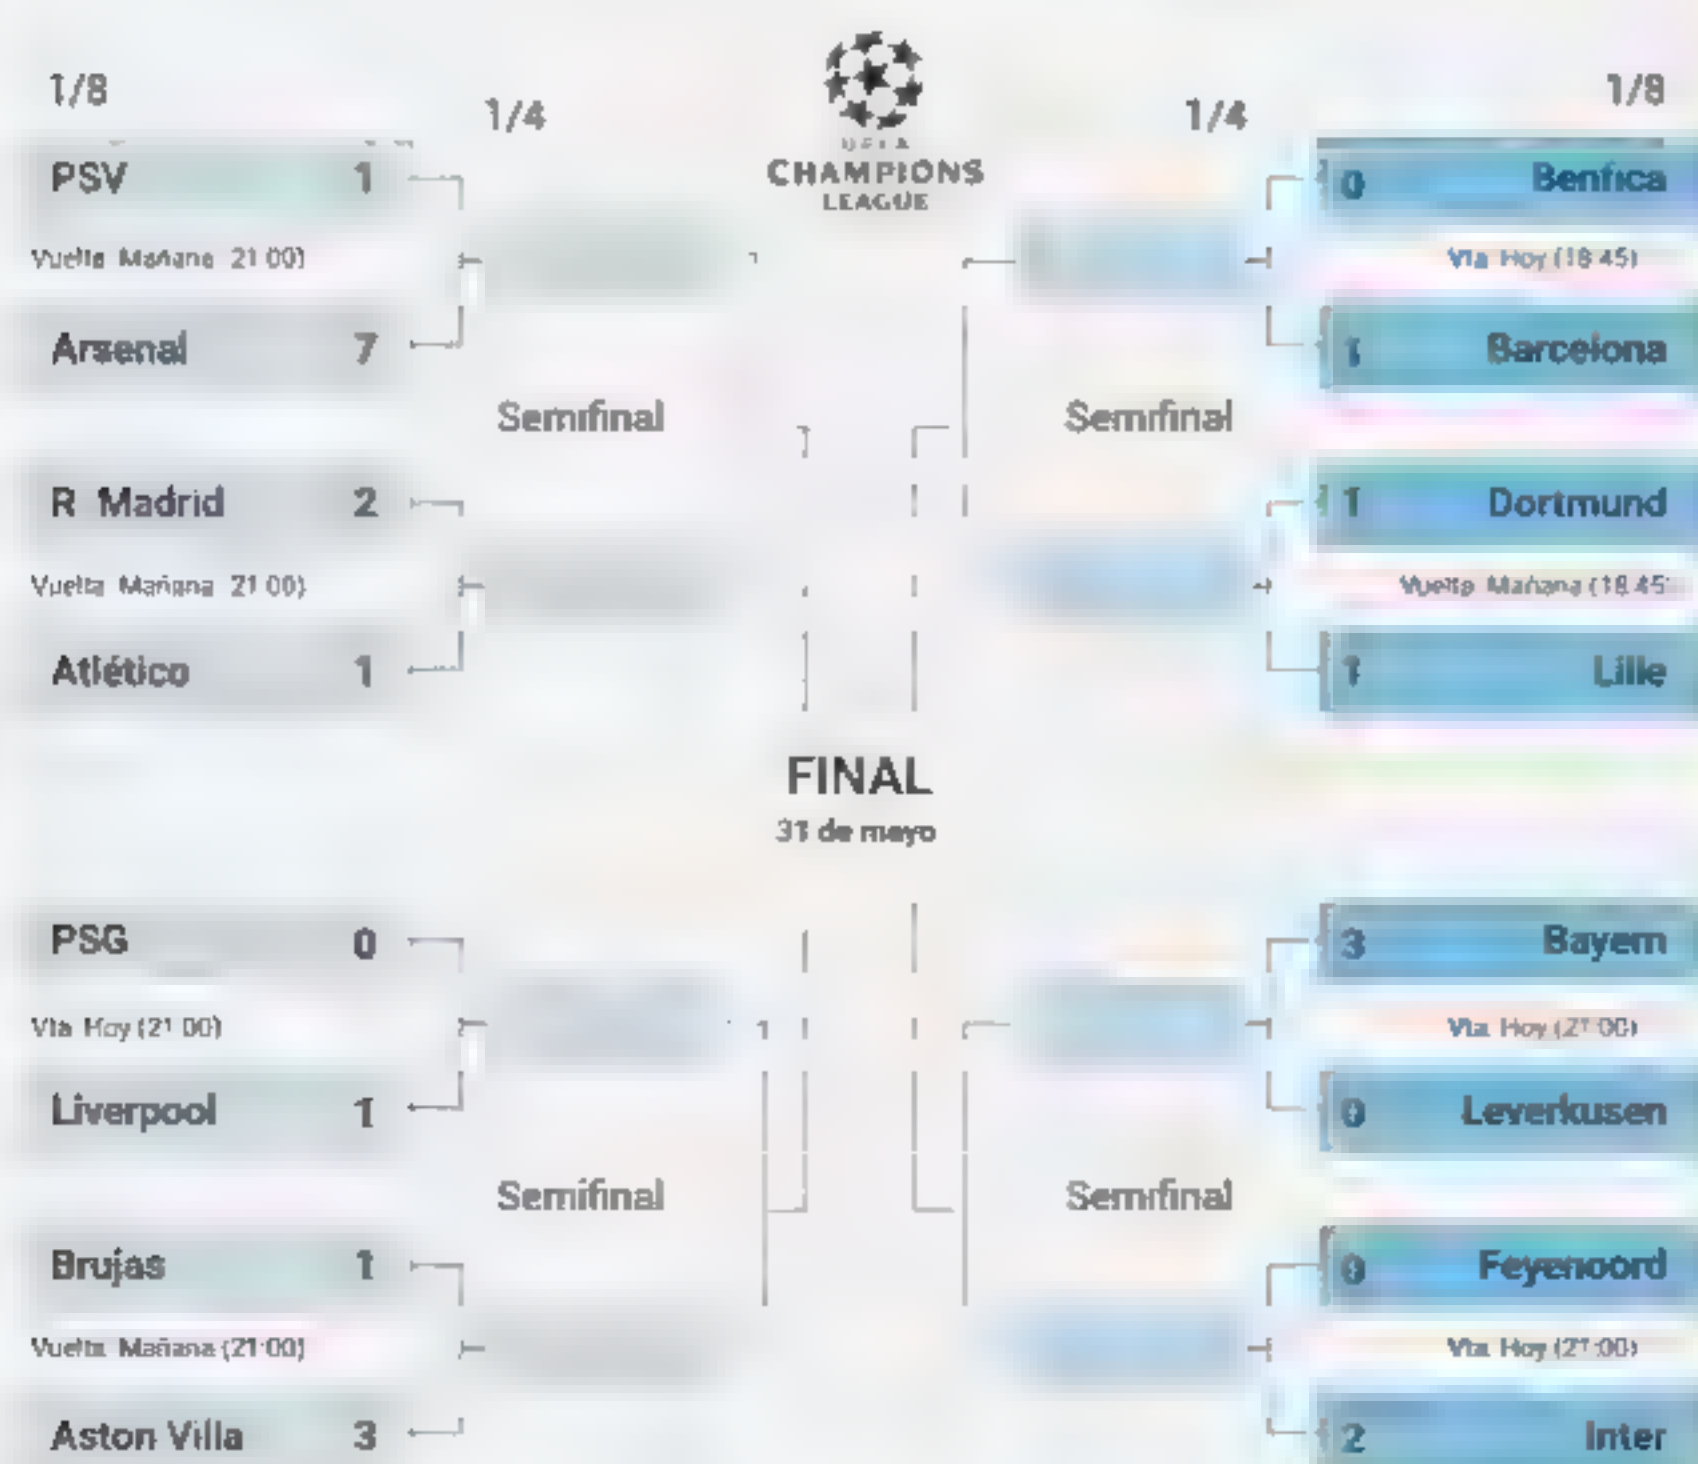 1/8
1/4
UEFA
CHAMPIONS
LEAGUE
1/4
1/8
PSV 1
Vuelta Mañana 21:00)
Arsenal 7
Semifinal
R Madrid 2
Vuelta Mañana 21:00)
Atlético 1
0 Benfica
Vta Hoy (18:45)
1 Barcelona
Semifinal
1 Dortmund
Vuelta Mañana (18:45
1 Lille
FINAL
31 de mayo
PSG 0
Vta Hoy (21:00)
Liverpool 1
Semifinal
Brujas 1
Vuelta Mañana (21:00)
Aston Villa 3
3 Bayern
Vta Hoy (21:00)
0 Leverkusen
Semifinal
0 Feyenoord
Vta Hoy (21:00)
2 Inter